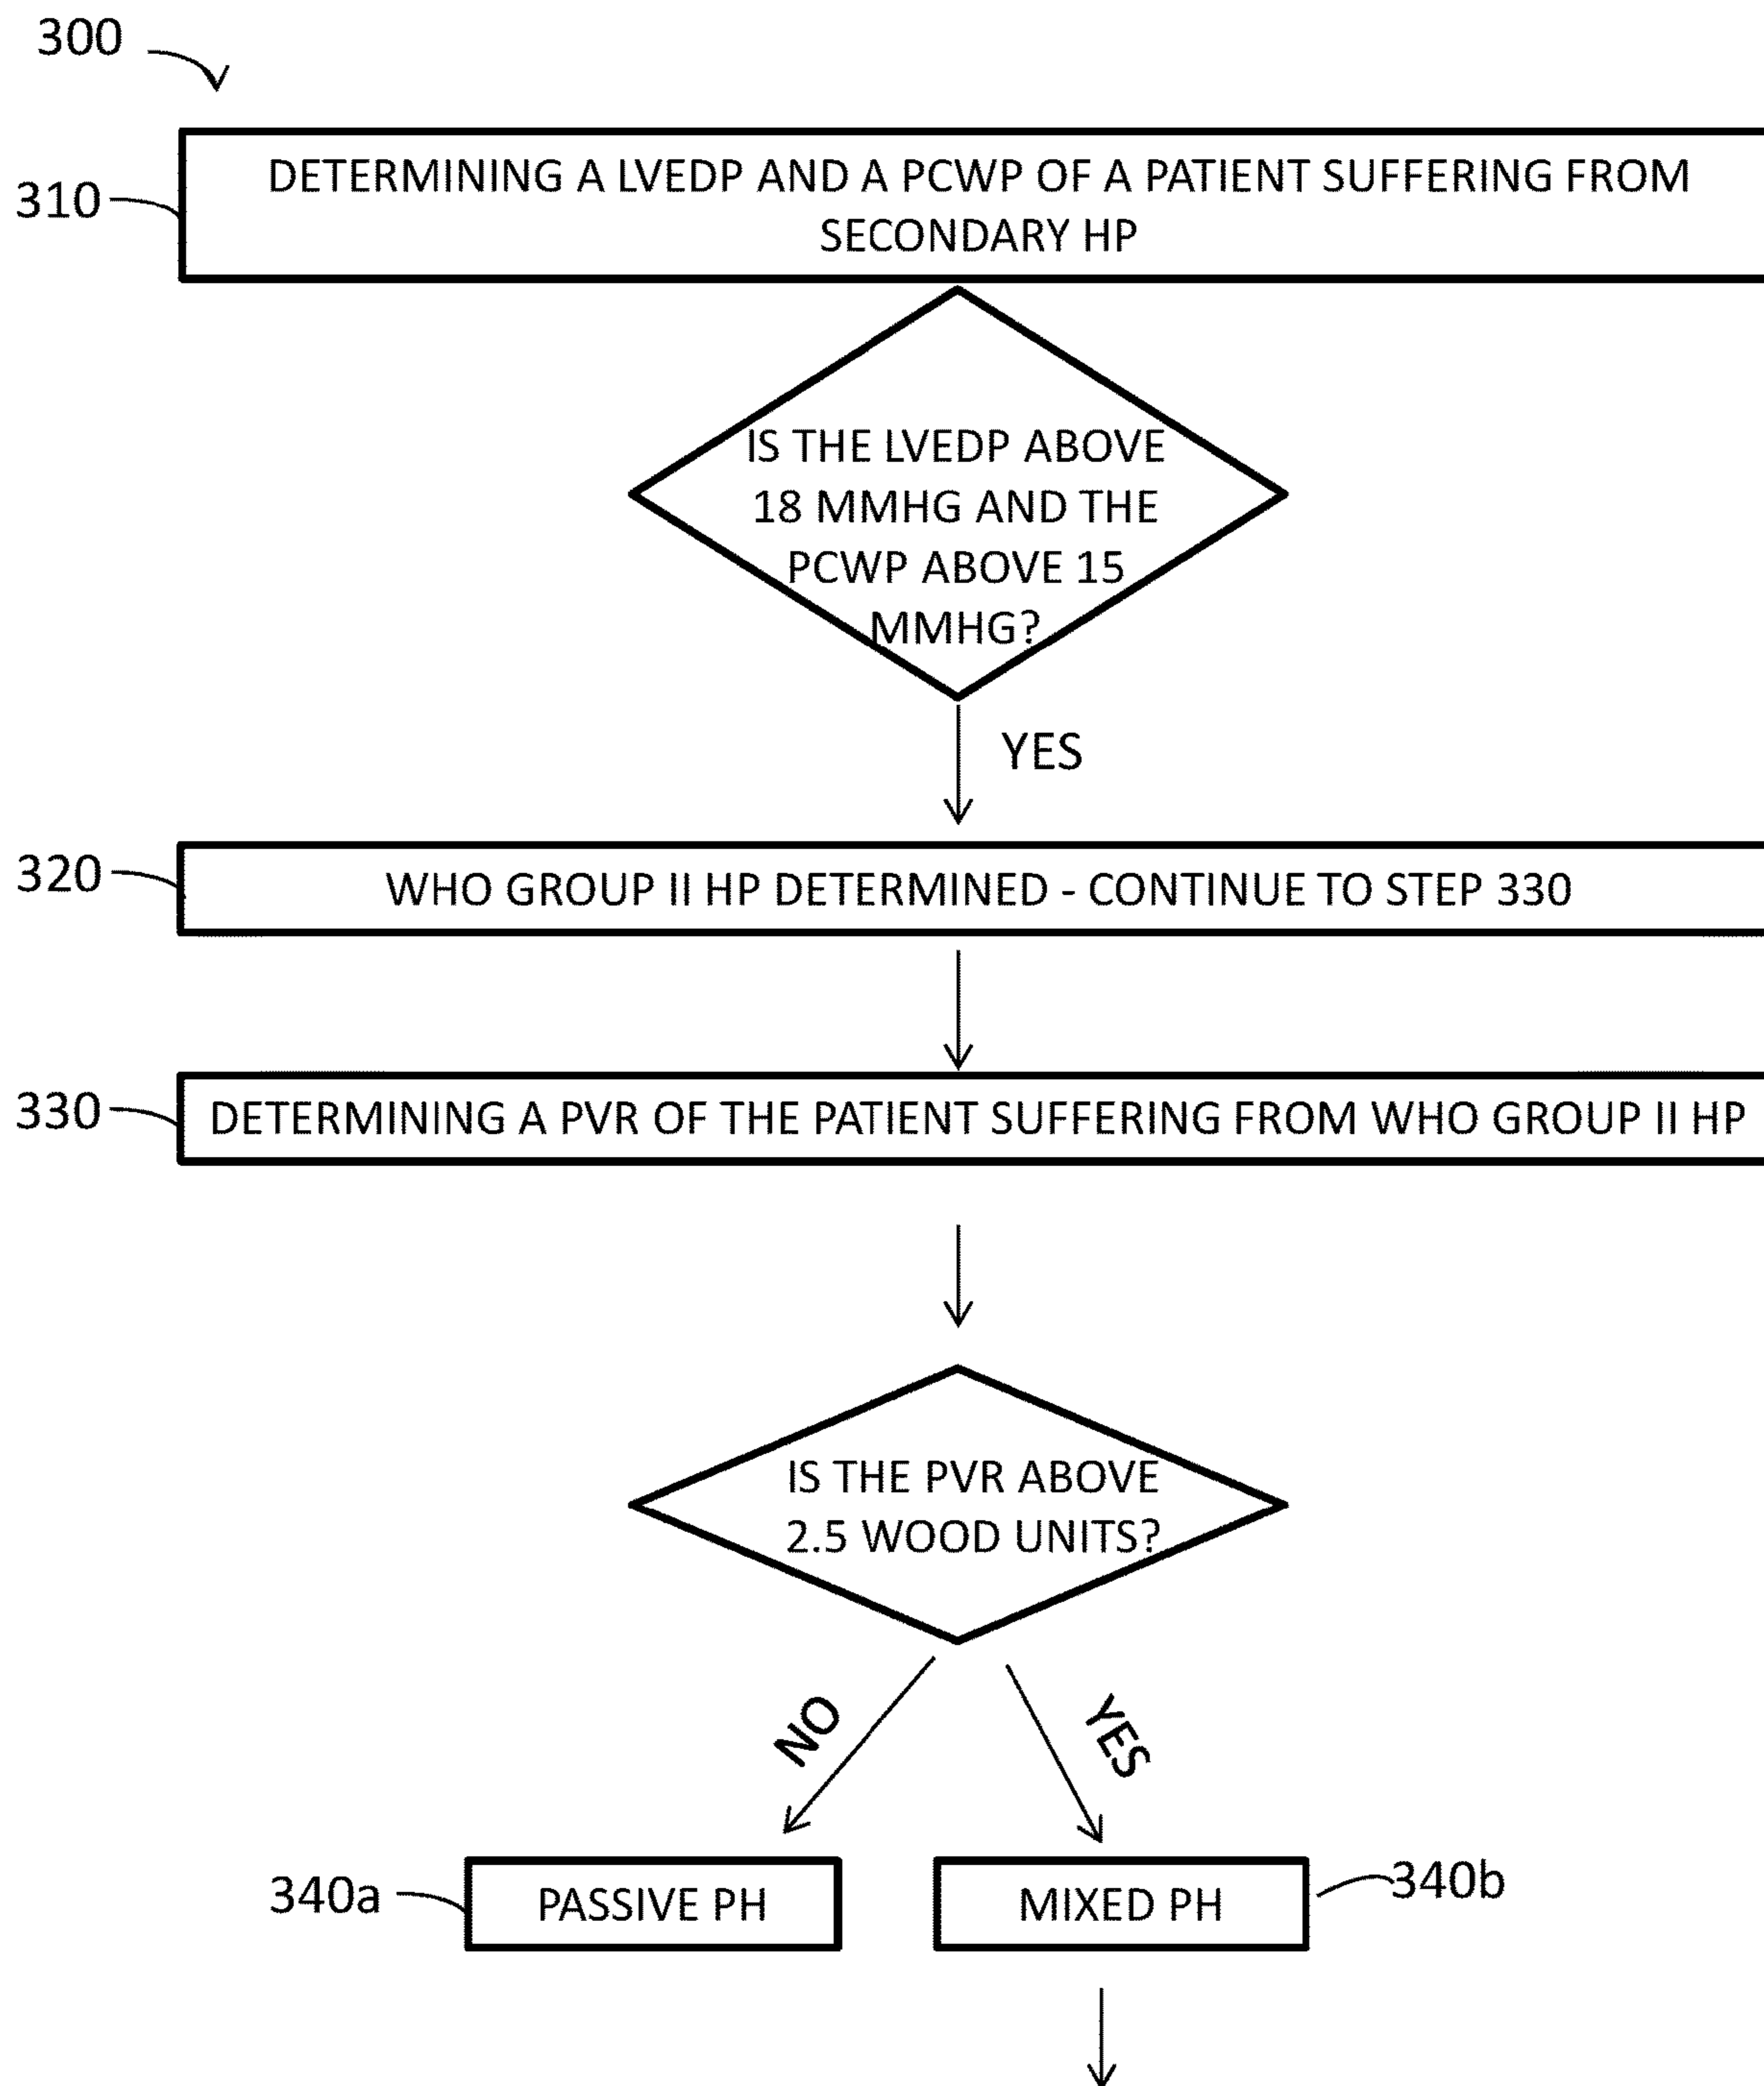 300
310
DETERMINING A LVEDP AND A PCWP OF A PATIENT SUFFERING FROM
SECONDARY HP
IS THE LVEDP ABOVE
18 MMHG AND THE
PCWP ABOVE 15
MMHG?
YES
320
WHO GROUP II HP DETERMINED - CONTINUE TO STEP 330
330
DETERMINING A PVR OF THE PATIENT SUFFERING FROM WHO GROUP II HP
IS THE PVR ABOVE
2.5 WOOD UNITS?
NO
YES
340a
PASSIVE PH
MIXED PH
340b